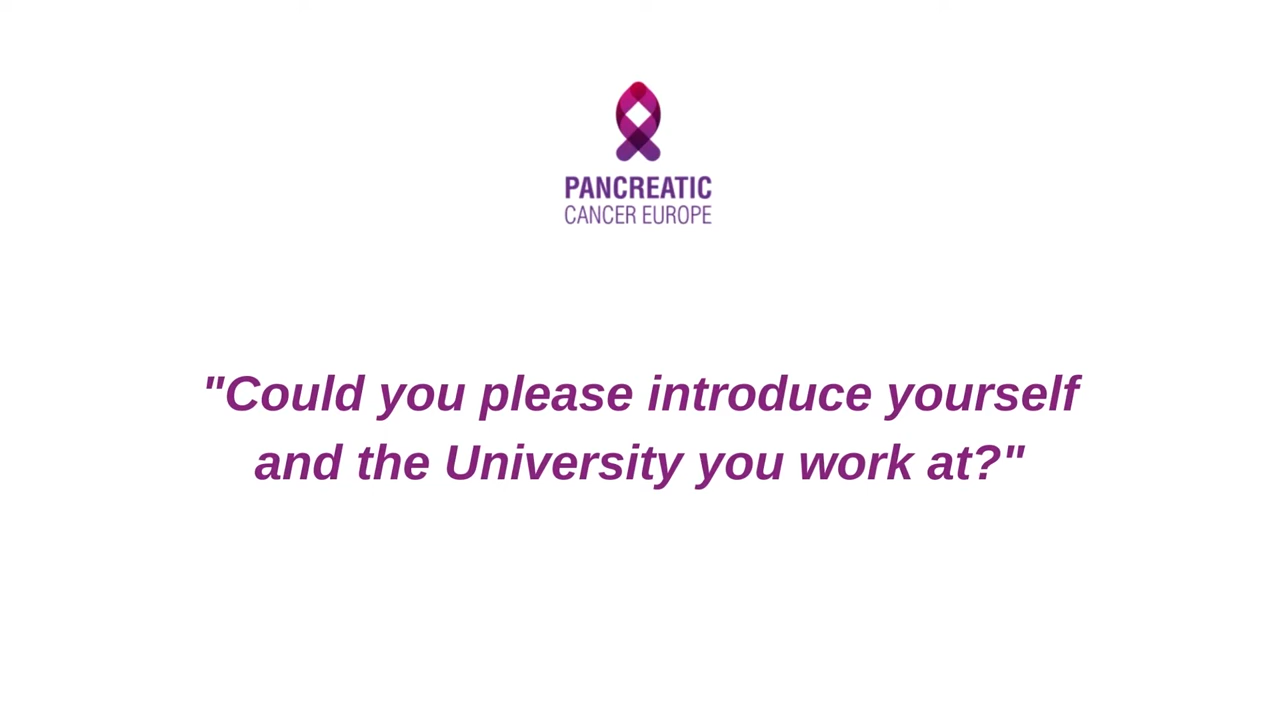 PANCREATIC
CANCER EUROPE
"Could you please introduce yourself
and the University you work at?"